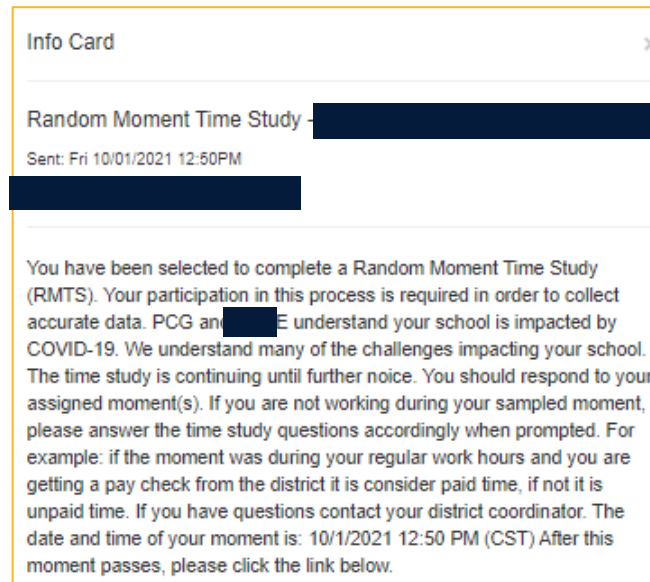 Info Card
Random Moment Time Study -
Sent: Fri 10/01/2021 12:50PM
You have been selected to complete a Random Moment Time Study
(RMTS). Your participation in this process is required in order to collect
accurate data. PCG and E understand your school is impacted by
COVID-19. We understand many of the challenges impacting your school.
The time study is continuing until further noice. You should respond to your
assigned moment(s). If you are not working during your sampled moment,
please answer the time study questions accordingly when prompted. For
example: if the moment was during your regular work hours and you are
getting a pay check from the district it is consider paid time, if not it is
unpaid time. If you have questions contact your district coordinator. The
date and time of your moment is: 10/1/2021 12:50 PM (CST) After this
moment passes, please click the link below.